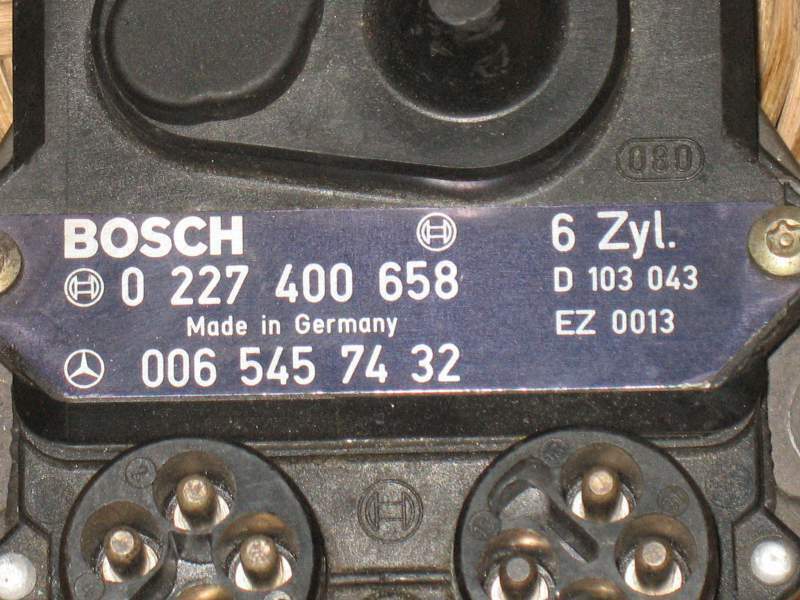 080
BOSCH
6 Zyl.
0 227 400 658
D 103 043
Made in Germany
EZ 0013
006 545 74 32